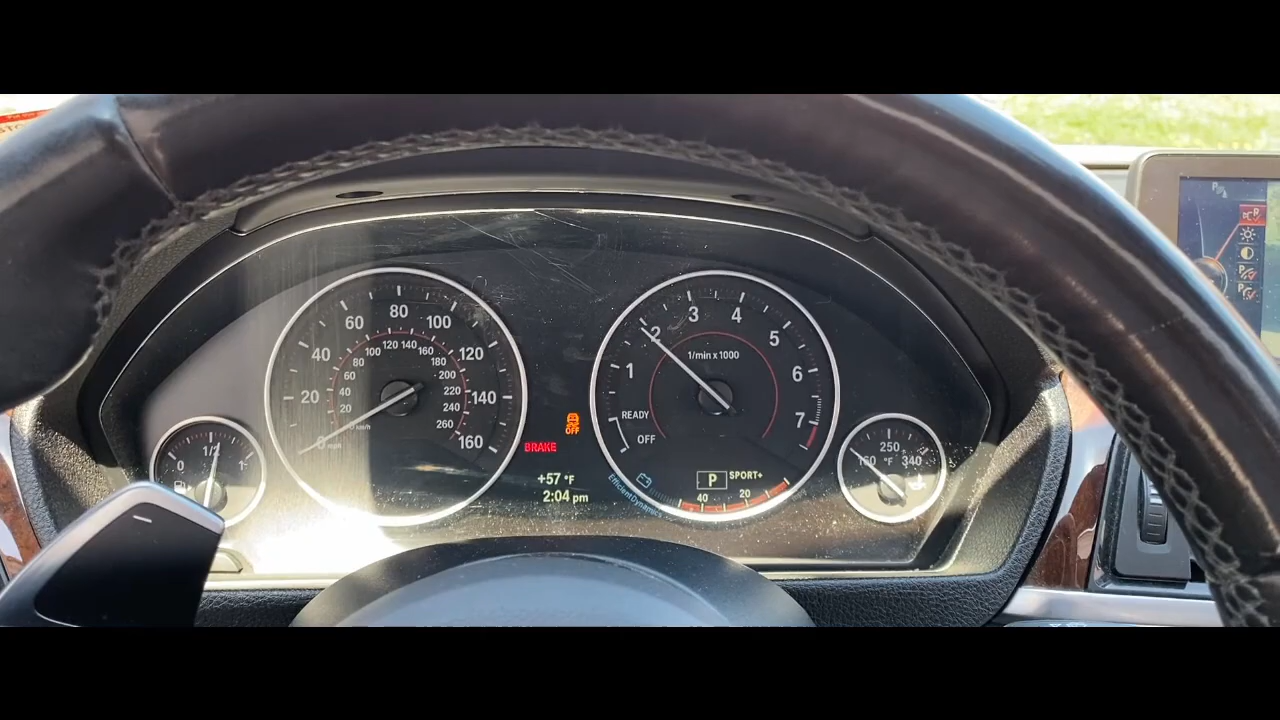 20
40
60
80
100
120
140
160
20
40
60
80
100
120
140
160
180
200
220
240
260
km/h
0 mph
0
1/2
1
BRAKE
OFF
+57 °F
2:04 pm
1
2
3
4
5
6
7
1/min x 1000
READY
OFF
P
SPORT+
40
20
EfficientDynamics
160
250
°F
340
P
P
P